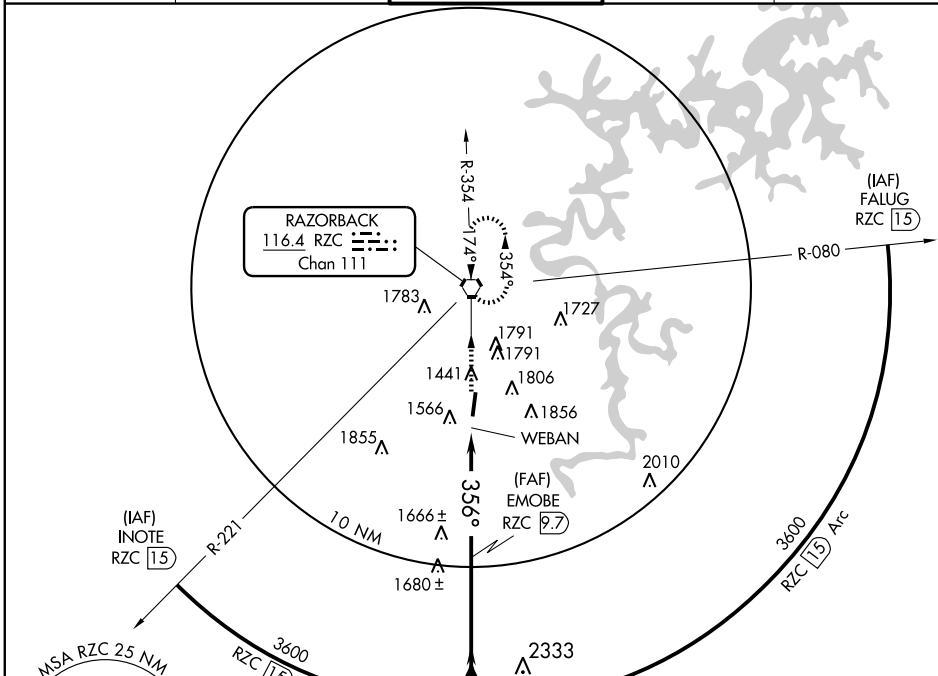 (IAF)
FALUG
RZC 15
R-354
RAZORBACK
116.4 RZC
Chan 111
174°
354°
R-080
1783
1727
1791
1791
1441
1806
1566
1856
WEBAN
1855
2010
(FAF)
EMOBE
RZC 9.7
356°
(IAF)
INOTE
RZC 15
R-221
10 NM
1666 ±
1680 ±
3600
RZC 15 Arc
3600
RZC 15
2333
MSA RZC 25 NM